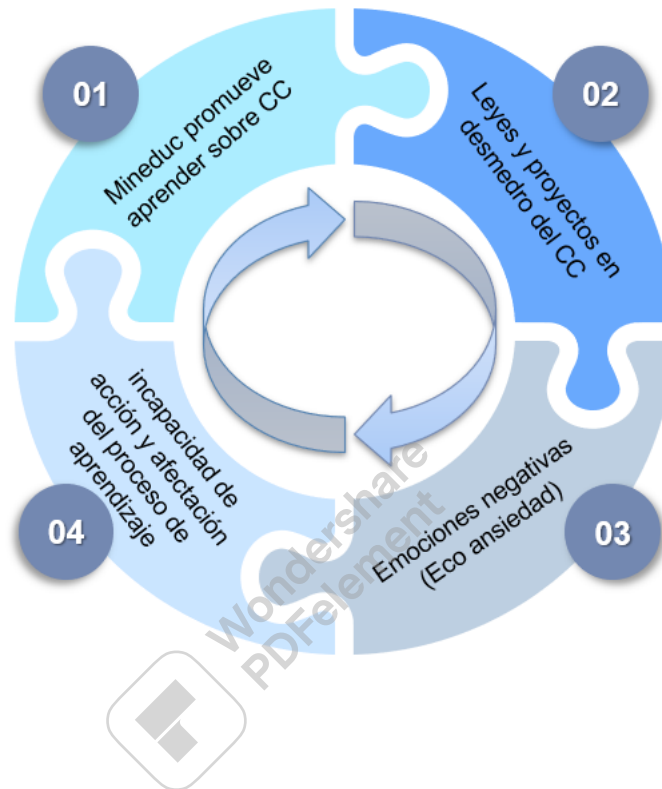 01
Mineduc promueve
aprender sobre CC
02
Leyes y proyectos en
desmedro del CC
03
Emociones negativas
(Eco ansiedad)
04
incapacidad de
acción y afectación
del proceso de
aprendizaje
Wondershare
PDFelement